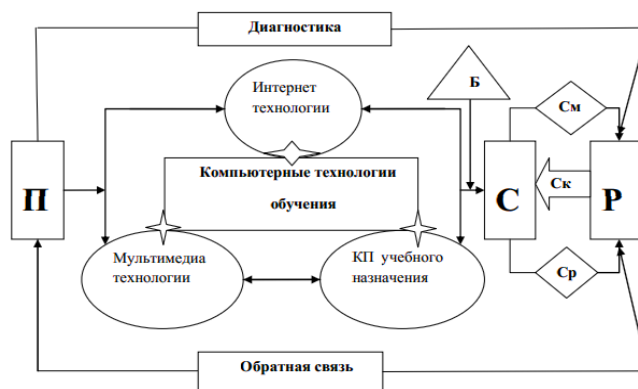 Диагностика
Интернет
технологии
Б
См
П
Компьютерные технологии
обучения
С
Ск
Р
Мультимедиа
технологии
КП учебного
назначения
Ср
Обратная связь